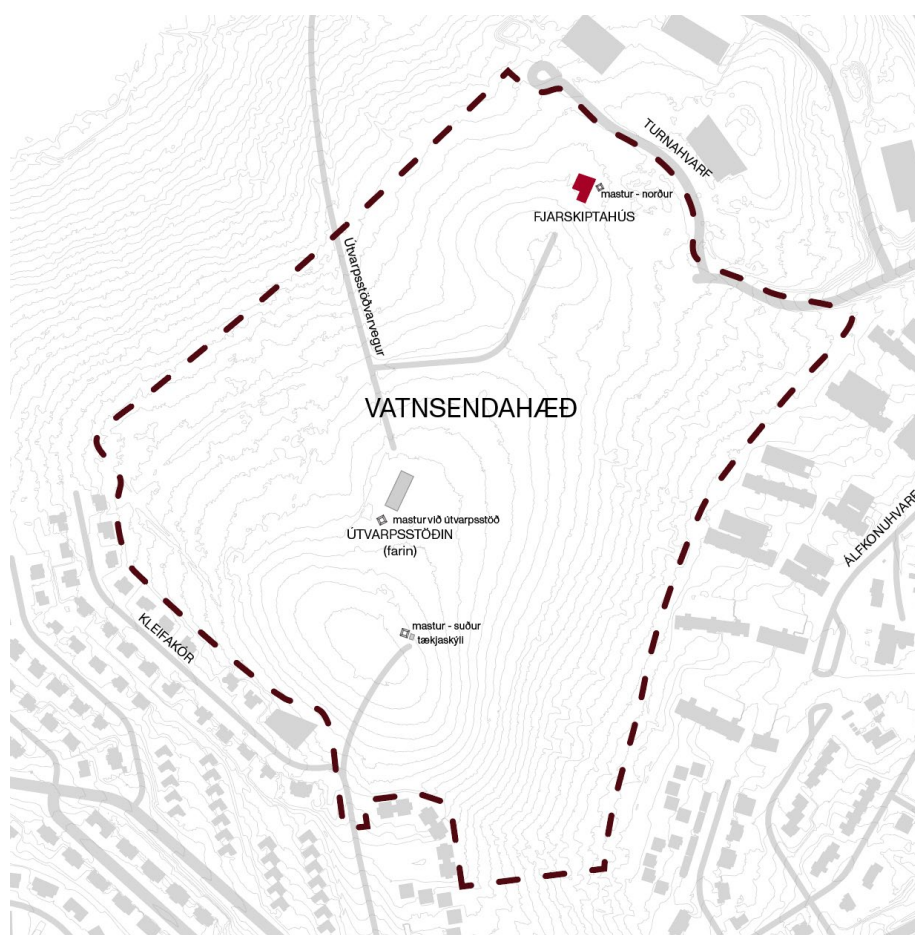 TURNAHVARF
mastur - norður
FJARSKIPTAHÚS
Útvarpsstöðvarvegur
VATNSENDAHÆÐ
mastur við útvarpsstöð
ÚTVARPSSTÖÐIN
(farin)
ÁLFKONUHVARF
mastur - suður
tækjaskýli
KLEIFAKÓR